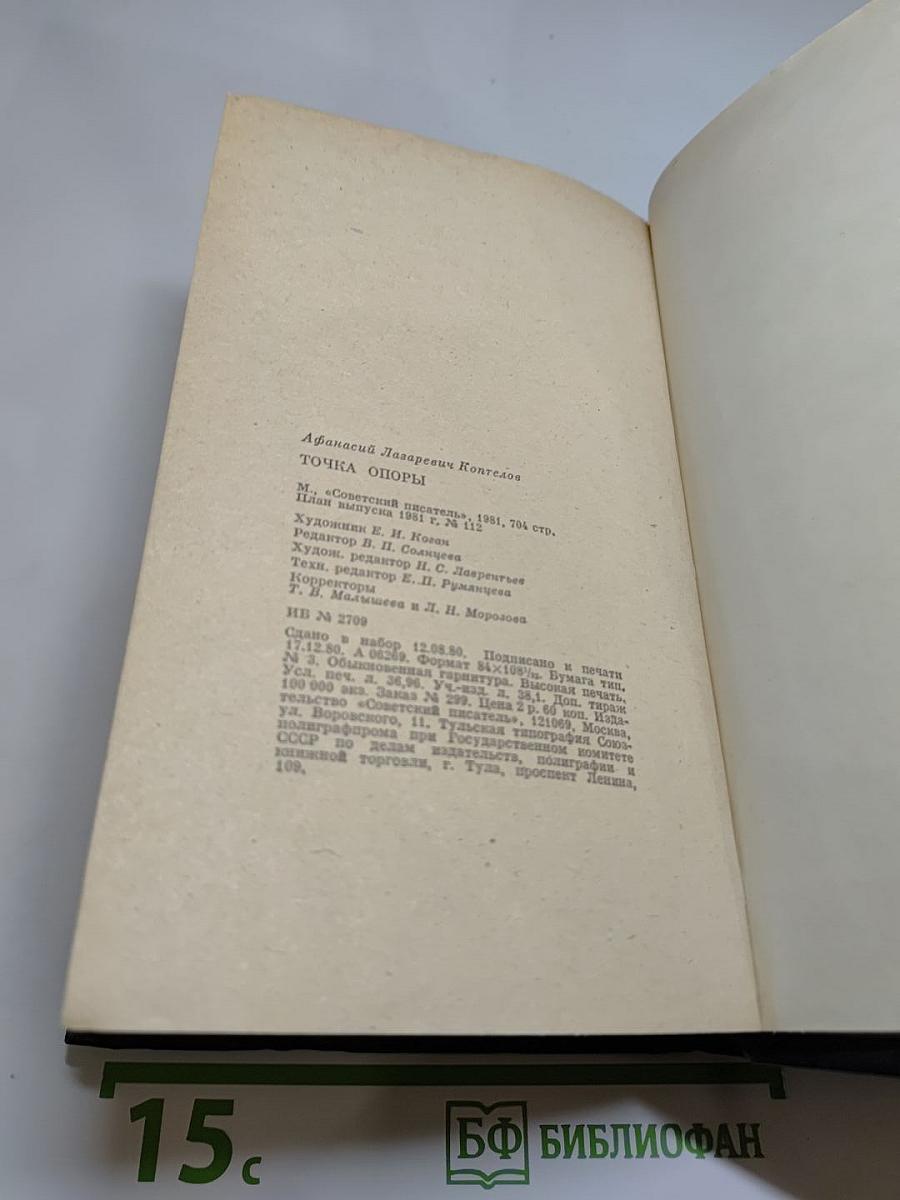 Афанасий Лазаревич Коптелов
ТОЧКА ОПОРЫ
М., «Советский писатель», 1981, 704 стр.
План выпуска 1981 г. № 112
Художник Е. И. Коган
Редактор В. П. Солнцева
Худож. редактор Н. С. Лаврентьев
Техн. редактор Е. П. Румянцева
Корректоры
Т. В. Малышева и Л. Н. Морозова
ИБ № 2709
Сдано в набор 12.08.80. Подписано к печати
17.12.80. А 06269. Формат 84×108¹/₃₂. Бумага тип.
№ 3. Обыкновенная гарнитура. Высокая печать.
Усл. печ. л. 36,96. Уч.-изд. л. 38,1. Доп. тираж
100 000 экз. Заказ № 299. Цена 2 р. 60 коп. Изда-
тельство «Советский писатель», 121069, Москва,
ул. Воровского, 11. Тульская типография Союз-
полиграфпрома при Государственном комитете
СССР по делам издательств, полиграфии и
книжной торговли, г. Тула, проспект Ленина,
109.
15 с
БФ БИБЛИОФАН